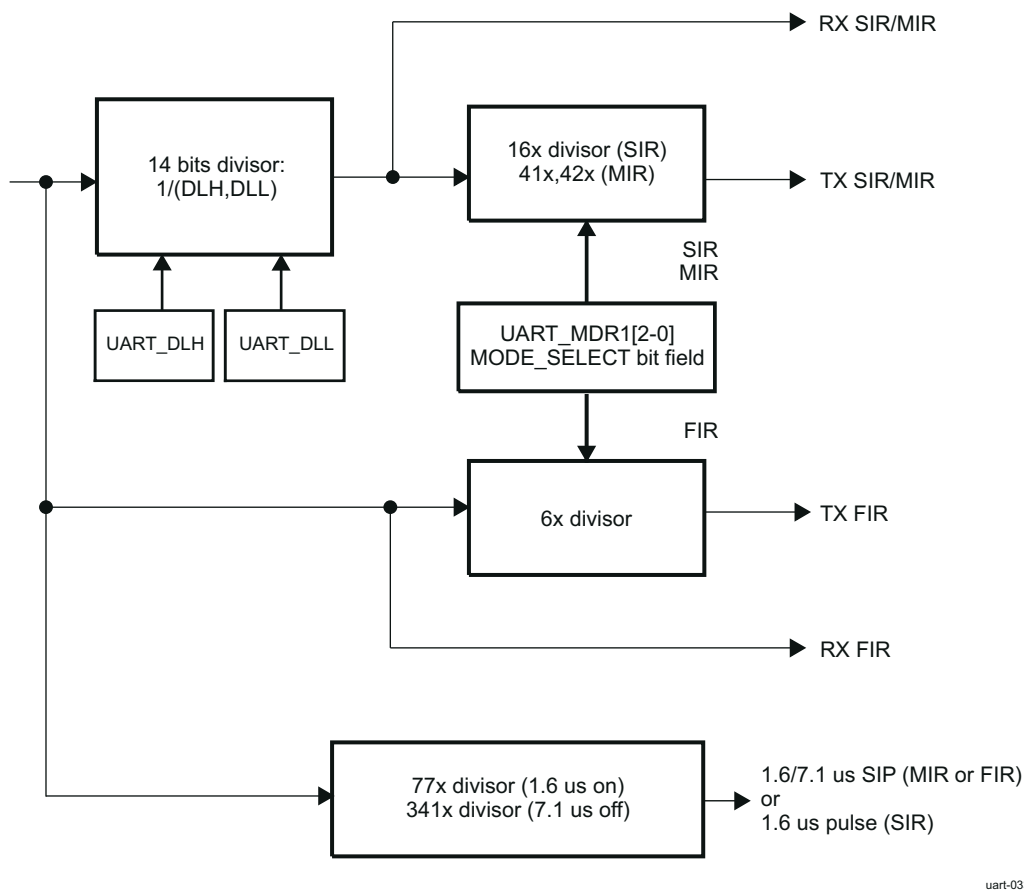 RX SIR/MIR
14 bits divisor:
1/(DLH,DLL)
16x divisor (SIR)
41x,42x (MIR)
TX SIR/MIR
SIR
MIR
UART_DLH
UART_DLL
UART_MDR1[2-0]
MODE_SELECT bit field
FIR
6x divisor
TX FIR
RX FIR
77x divisor (1.6 us on)
341x divisor (7.1 us off)
1.6/7.1 us SIP (MIR or FIR)
or
1.6 us pulse (SIR)
uart-03